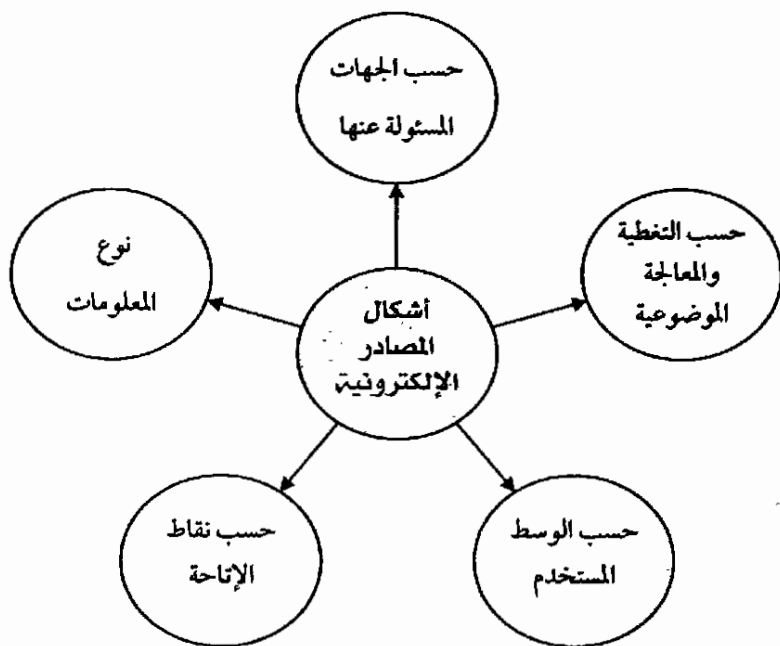 حسب الجهات
المسئولة عنها
حسب التغطية
والمعالجة
الموضوعية
نوع
المعلومات
أشكال
المصادر
الإلكترونية
حسب الوسط
المستخدم
حسب نقاط
الإتاحة